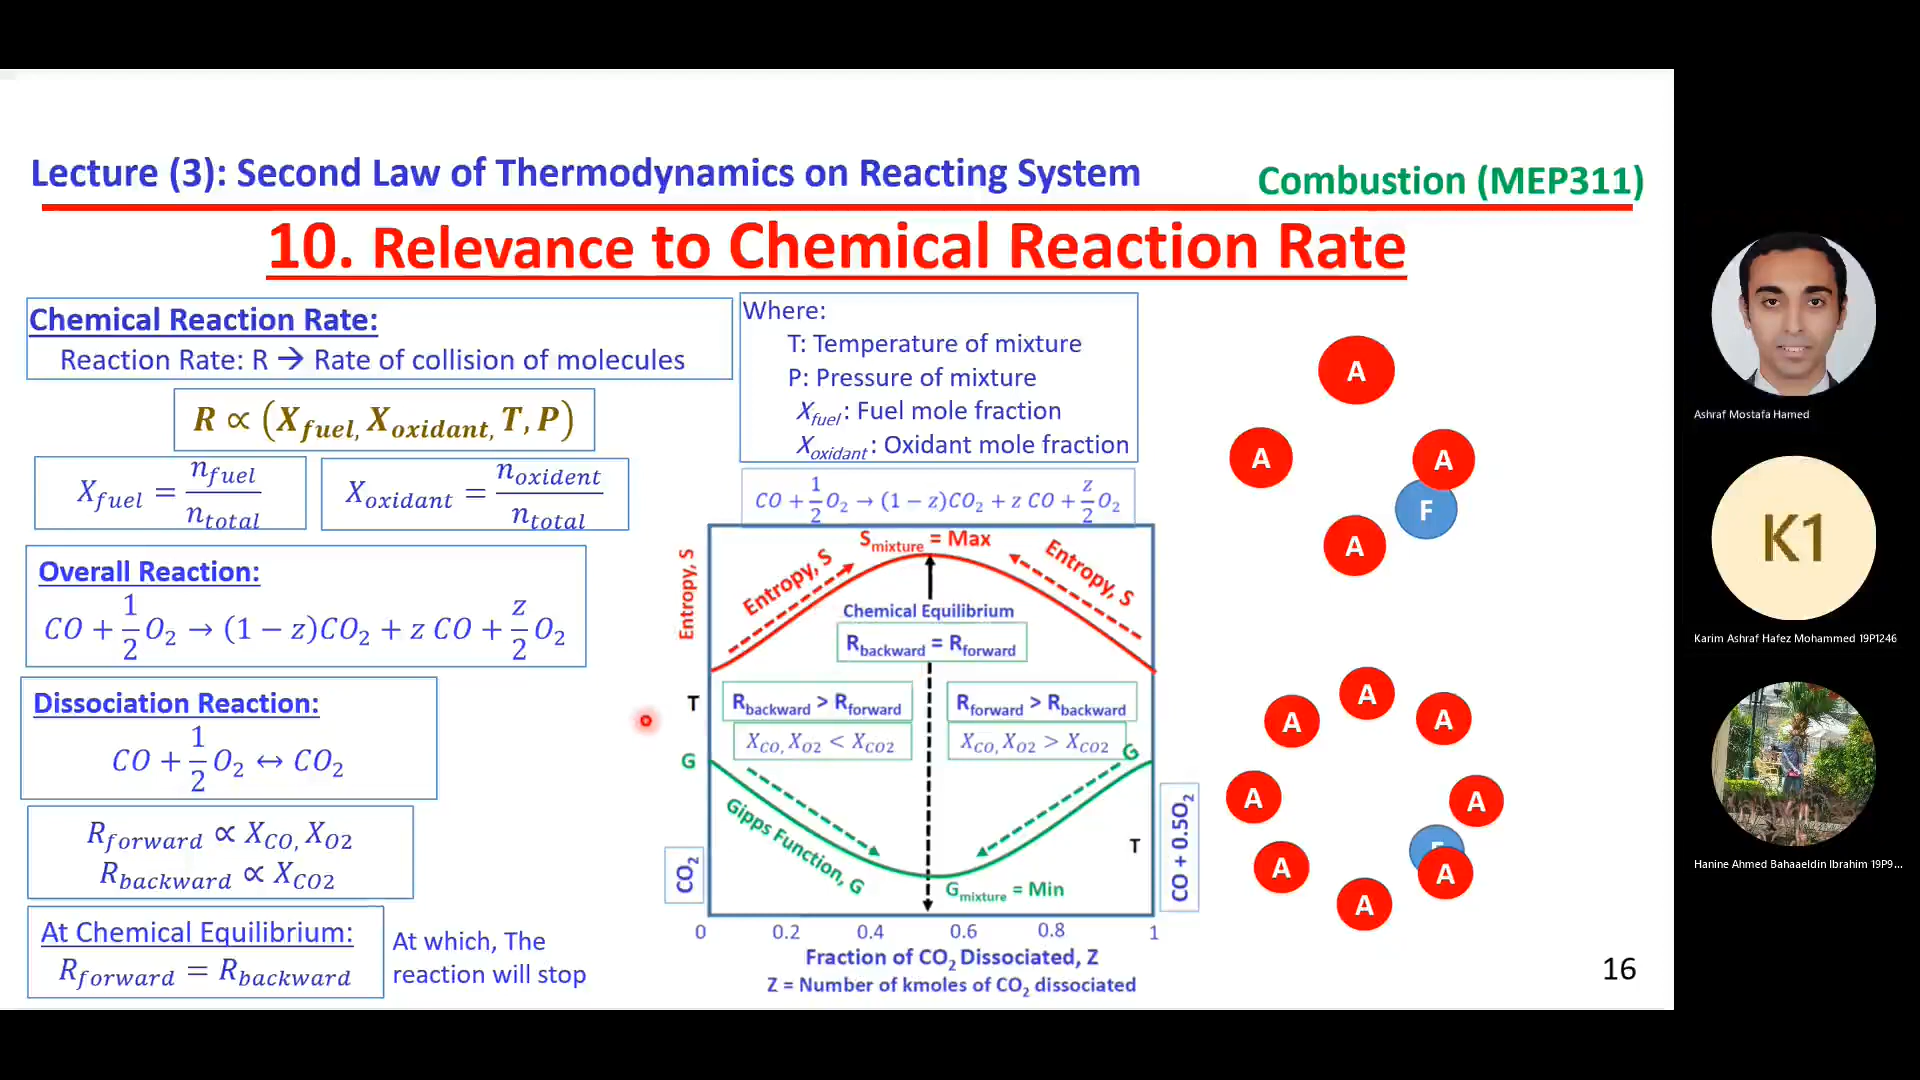 Lecture (3): Second Law of Thermodynamics on Reacting System
Combustion (MEP311)
10. Relevance to Chemical Reaction Rate
Chemical Reaction Rate:
Reaction Rate: R → Rate of collision of molecules
R ∝ (X_fuel, X_oxidant, T, P)
X_fuel = n_fuel / n_total
X_oxidant = n_oxident / n_total
Overall Reaction:
CO + 1/2 O₂ → (1 − z)CO₂ + z CO + z/2 O₂
Dissociation Reaction:
CO + 1/2 O₂ ↔ CO₂
R_forward ∝ X_CO, X_O2
R_backward ∝ X_CO2
At Chemical Equilibrium:
R_forward = R_backward
At which, The
reaction will stop
Where:
T: Temperature of mixture
P: Pressure of mixture
X_fuel: Fuel mole fraction
X_oxidant: Oxidant mole fraction
CO + 1/2 O₂ → (1 − z)CO₂ + z CO + z/2 O₂
S_mixture = Max
Entropy, S
Entropy, S
Entropy, S
Chemical Equilibrium
R_backward = R_forward
T
R_backward > R_forward
R_forward > R_backward
X_CO, X_O2 < X_CO2
X_CO, X_O2 > X_CO2
G
G
Gipps Function, G
T
G_mixture = Min
CO₂
CO + 0.5O₂
0 0.2 0.4 0.6 0.8 1
Fraction of CO₂ Dissociated, Z
Z = Number of kmoles of CO₂ dissociated
A
A
A
F
A
A
A
A
A
A
A
A
A
16
Ashraf Mostafa Hamed
K1
Karim Ashraf Hafez Mohammed 19P1246
Hanine Ahmed Bahaaeldin Ibrahim 19P9...